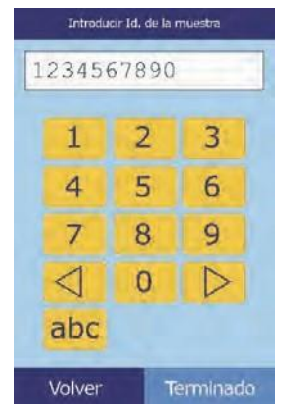 Introducir Id. de la muestra
1234567890
1 2 3
4 5 6
7 8 9
0
abc
Volver Terminado